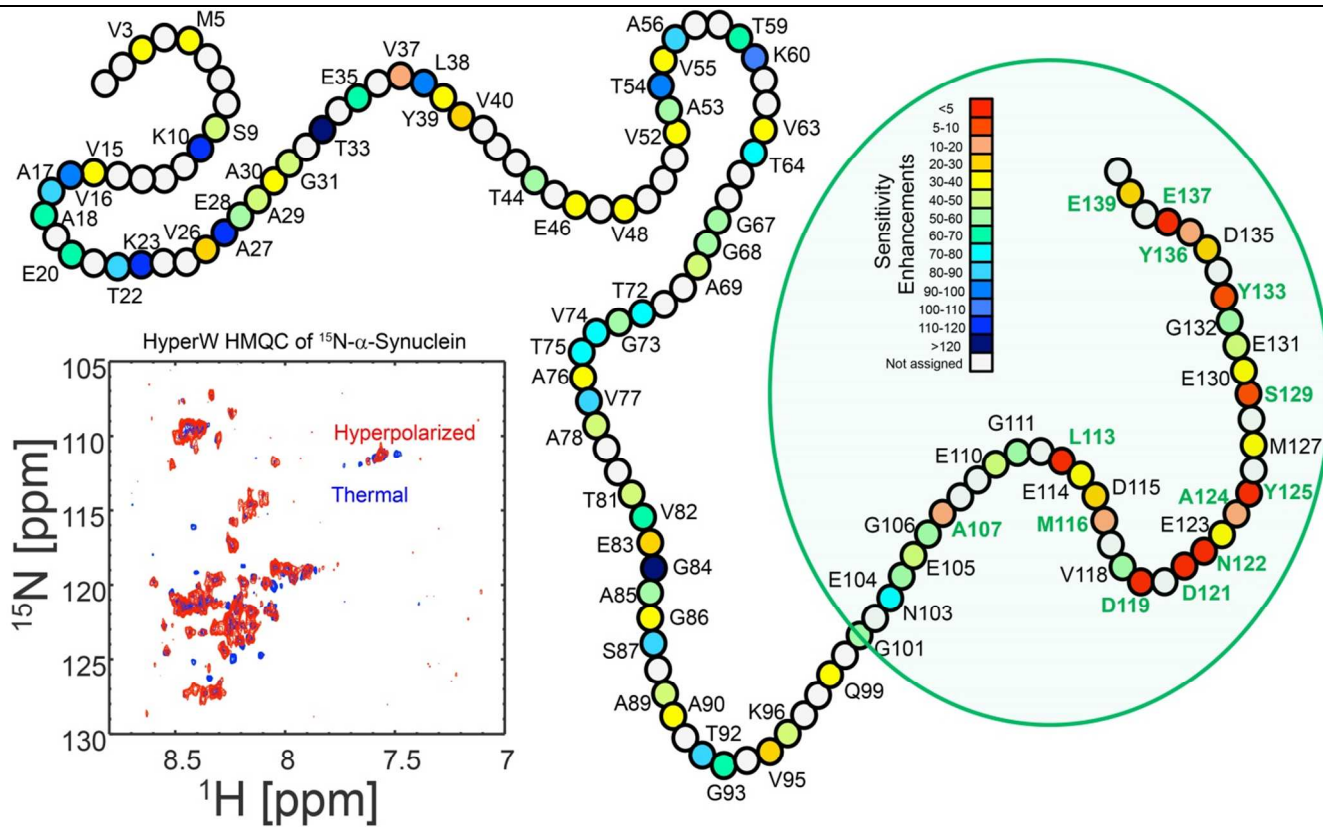 V3
M5
S9
K10
V15
V16
A17
A18
E20
T22
K23
V26
A27
E28
A29
A30
G31
T33
E35
V37
L38
Y39
V40
T44
E46
V48
V52
A53
T54
V55
A56
T59
K60
V63
T64
G67
G68
A69
T72
G73
V74
T75
A76
V77
A78
T81
V82
E83
G84
A85
G86
S87
A89
A90
T92
G93
V95
K96
Q99
G101
N103
E104
E105
G106
A107
E110
G111
L113
E114
D115
M116
V118
D119
D121
N122
E123
A124
Y125
M127
S129
E130
E131
G132
Y133
D135
Y136
E137
E139
Sensitivity
Enhancements
<5
5-10
10-20
20-30
30-40
40-50
50-60
60-70
70-80
80-90
90-100
100-110
110-120
>120
Not assigned
HyperW HMQC of ¹⁵N-α-Synuclein
Hyperpolarized
Thermal
¹⁵N [ppm]
105
110
115
120
125
130
8.5
8
7.5
7
¹H [ppm]